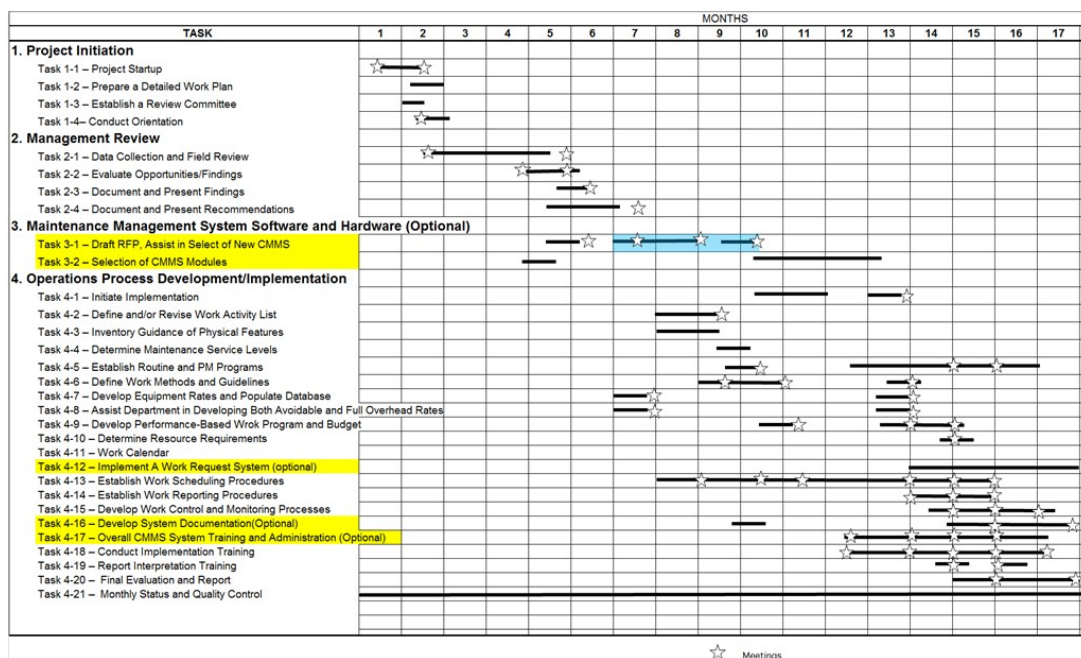 MONTHS
TASK 1 2 3 4 5 6 7 8 9 10 11 12 13 14 15 16 17
1. Project Initiation
Task 1-1 – Project Startup
Task 1-2 – Prepare a Detailed Work Plan
Task 1-3 – Establish a Review Committee
Task 1-4– Conduct Orientation
2. Management Review
Task 2-1 – Data Collection and Field Review
Task 2-2 – Evaluate Opportunities/Findings
Task 2-3 – Document and Present Findings
Task 2-4 – Document and Present Recommendations
3. Maintenance Management System Software and Hardware (Optional)
Task 3-1 – Draft RFP, Assist in Select of New CMMS
Task 3-2 – Selection of CMMS Modules
4. Operations Process Development/Implementation
Task 4-1 – Initiate Implementation
Task 4-2 – Define and/or Revise Work Activity List
Task 4-3 – Inventory Guidance of Physical Features
Task 4-4 – Determine Maintenance Service Levels
Task 4-5 – Establish Routine and PM Programs
Task 4-6 – Define Work Methods and Guidelines
Task 4-7 – Develop Equipment Rates and Populate Database
Task 4-8 – Assist Department in Developing Both Avoidable and Full Overhead Rates
Task 4-9 – Develop Performance-Based Wrok Program and Budget
Task 4-10 – Determine Resource Requirements
Task 4-11 – Work Calendar
Task 4-12 – Implement A Work Request System (optional)
Task 4-13 – Establish Work Scheduling Procedures
Task 4-14 – Establish Work Reporting Procedures
Task 4-15 – Develop Work Control and Monitoring Processes
Task 4-16 – Develop System Documentation(Optional)
Task 4-17 – Overall CMMS System Training and Administration (Optional)
Task 4-18 – Conduct Implementation Training
Task 4-19 – Report Interpretation Training
Task 4-20 – Final Evaluation and Report
Task 4-21 – Monthly Status and Quality Control
Meetings